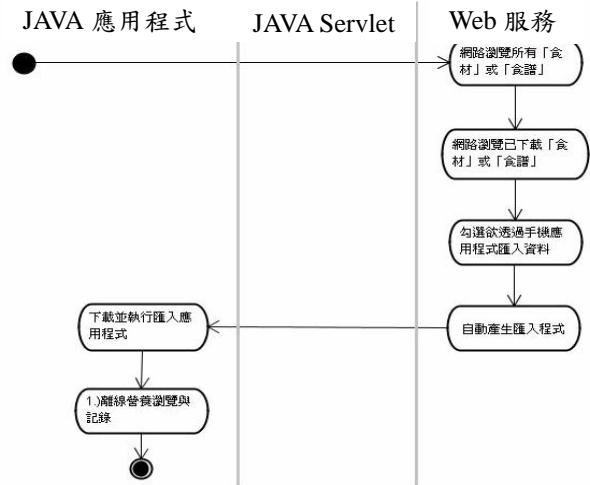 JAVA 應用程式
JAVA Servlet
Web 服務
網路瀏覽所有「食
材」或「食譜」
網路瀏覽已下載「食
材」或「食譜」
勾選欲透過手機應
用程式匯入資料
自動產生匯入程式
下載並執行匯入應
用程式
1.)離線營養瀏覽與
記錄